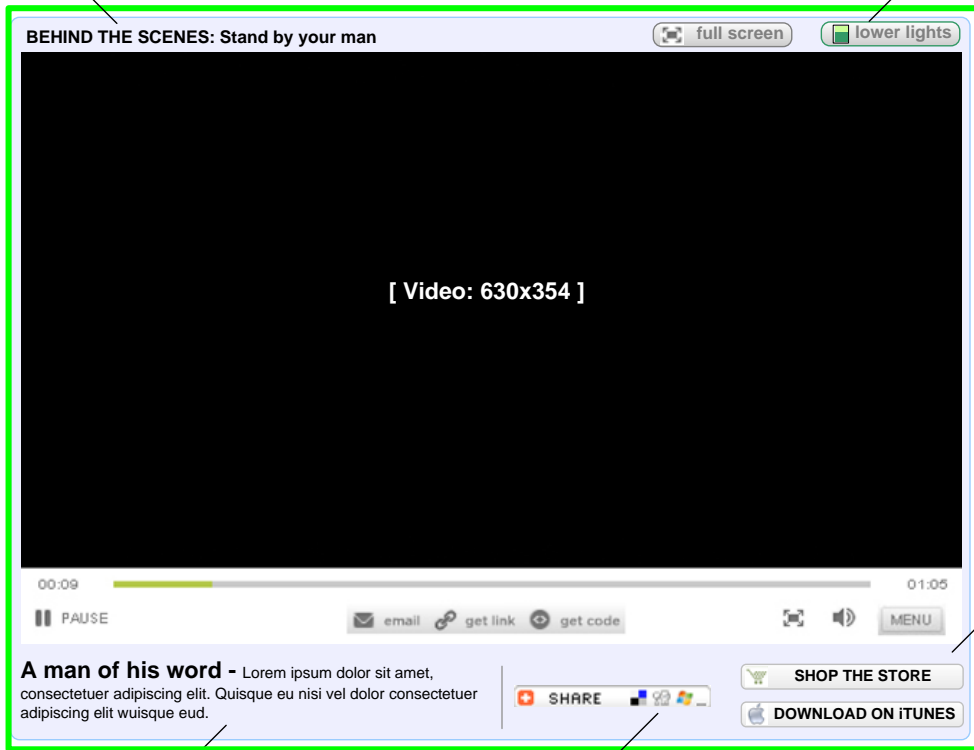 BEHIND THE SCENES: Stand by your man
full screen
lower lights
[ Video: 630x354 ]
00:09
01:05
PAUSE
email
get link
get code
MENU
A man of his word - Lorem ipsum dolor sit amet,
consectetuer adipiscing elit. Quisque eu nisi vel dolor consectetuer
adipiscing elit wuisque eud.
SHARE
SHOP THE STORE
DOWNLOAD ON iTUNES